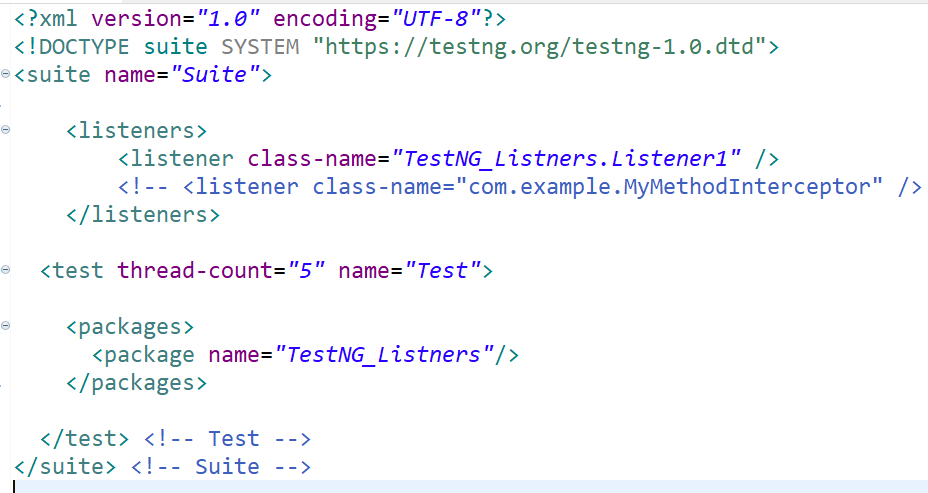 <?xml version="1.0" encoding="UTF-8"?>
<!DOCTYPE suite SYSTEM "https://testng.org/testng-1.0.dtd">
<suite name="Suite">
<listeners>
<listener class-name="TestNG_Listners.Listener1" />
<!-- <listener class-name="com.example.MyMethodInterceptor" />
</listeners>
<test thread-count="5" name="Test">
<packages>
<package name="TestNG_Listners"/>
</packages>
</test> <!-- Test -->
</suite> <!-- Suite -->